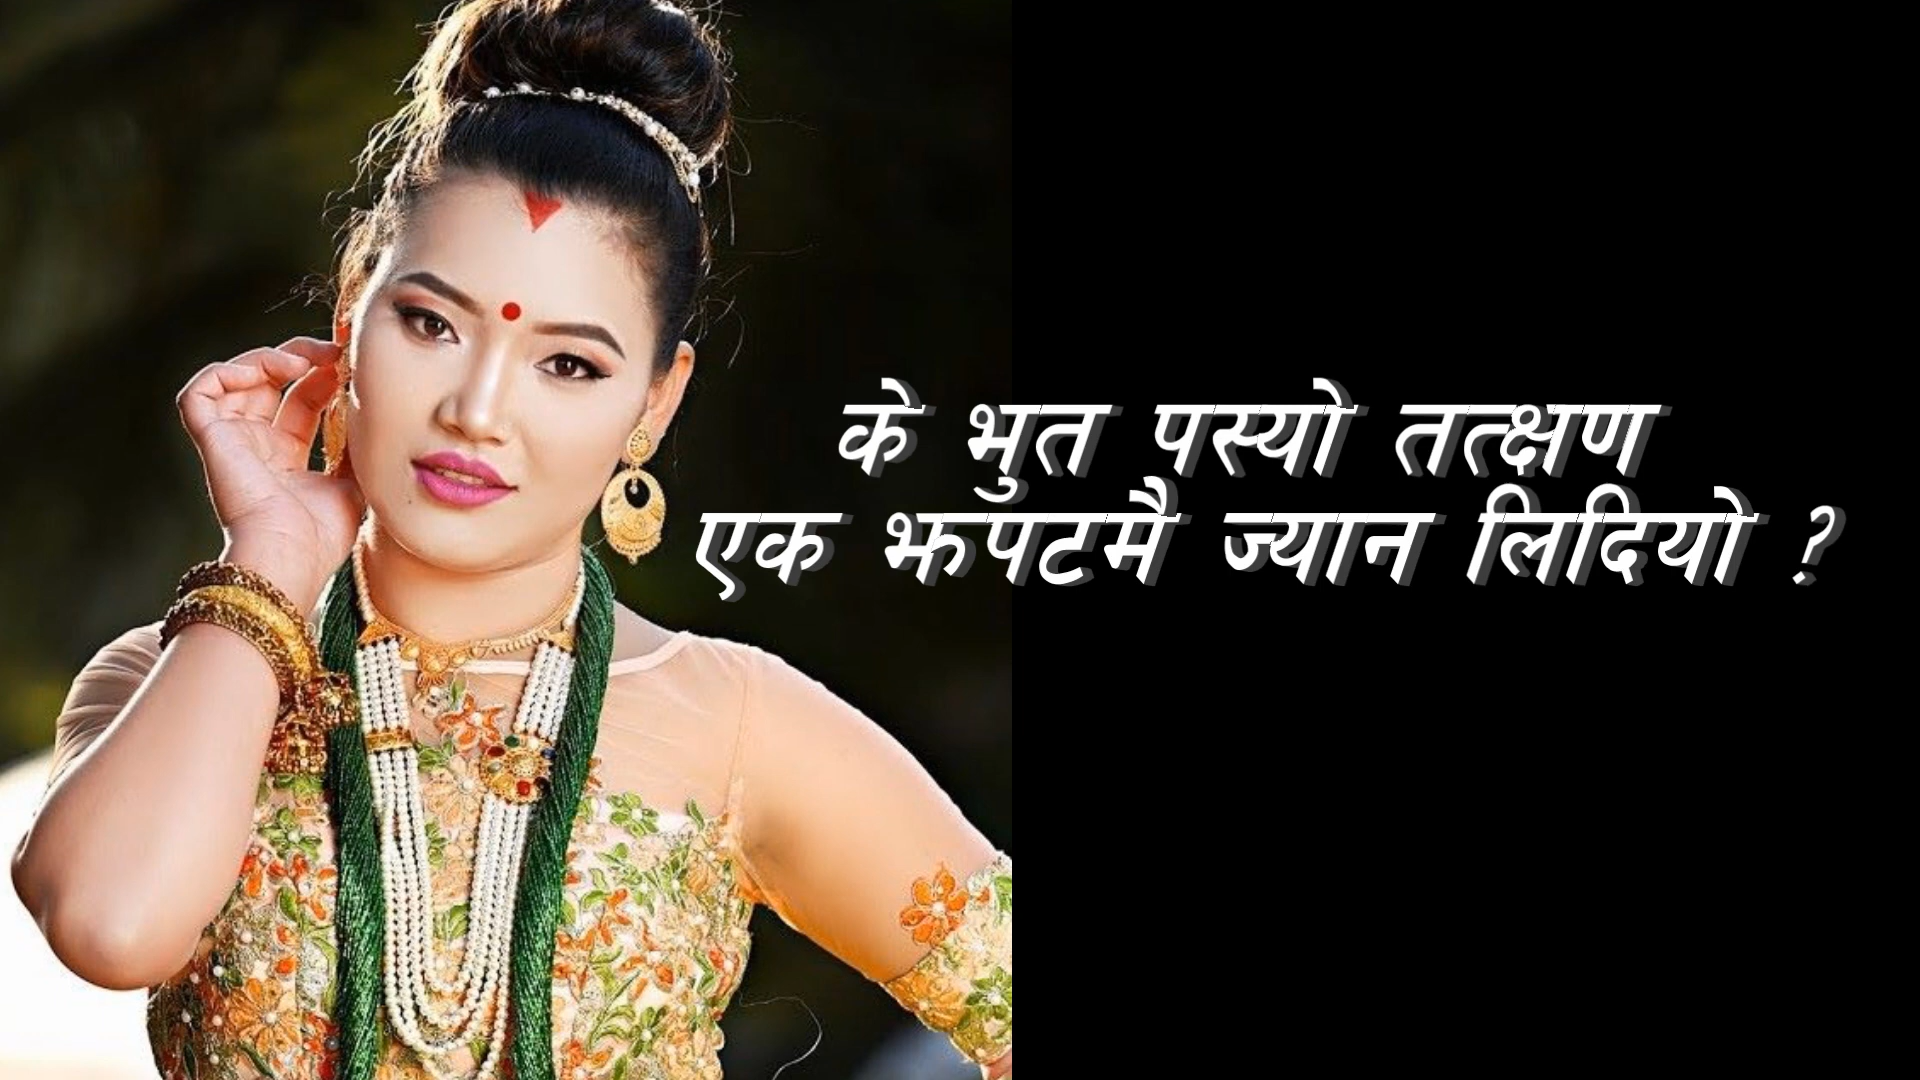 के भुत पस्यो तत्क्षण
एक झपटमै ज्यान लिदियो ?